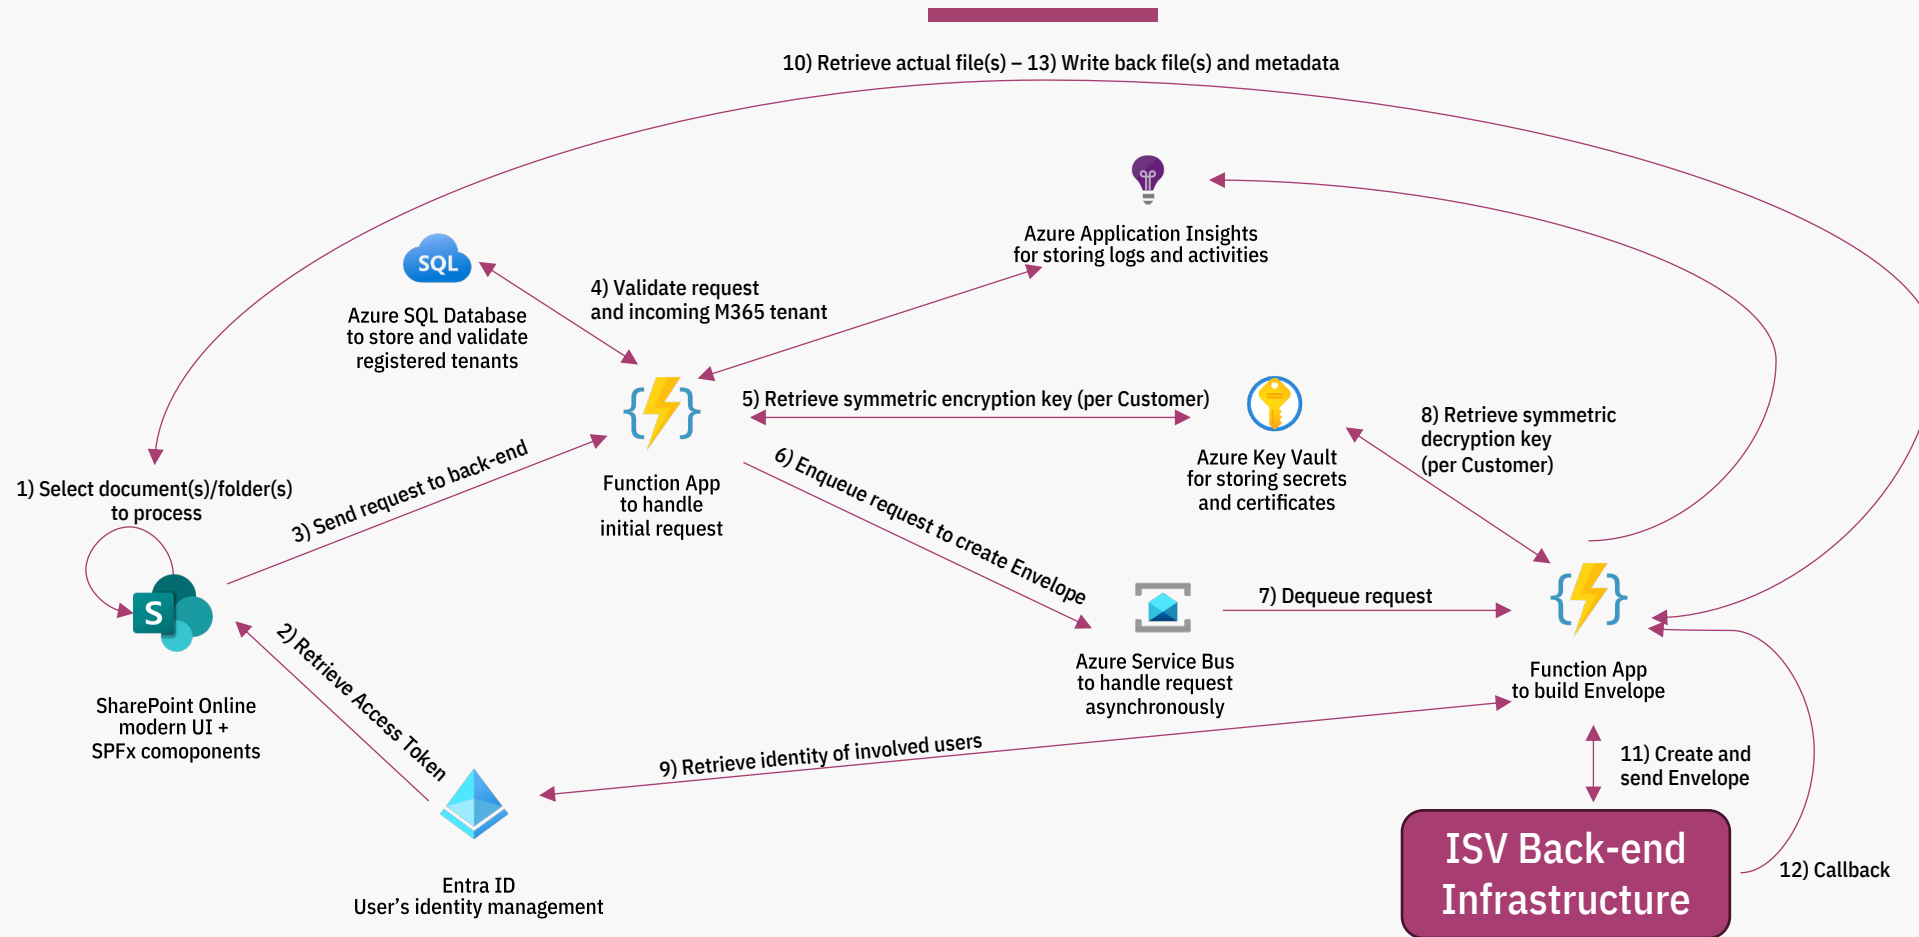 10) Retrieve actual file(s) – 13) Write back file(s) and metadata
Azure Application Insights
for storing logs and activities
SQL
Azure SQL Database
to store and validate
registered tenants
4) Validate request
and incoming M365 tenant
5) Retrieve symmetric encryption key (per Customer)
8) Retrieve symmetric
decryption key
(per Customer)
Azure Key Vault
for storing secrets
and certificates
Function App
to handle
initial request
1) Select document(s)/folder(s)
to process
3) Send request to back-end
6) Enqueue request to create Envelope
S
SharePoint Online
modern UI +
SPFx comoponents
2) Retrieve Access Token
7) Dequeue request
Azure Service Bus
to handle request
asynchronously
Function App
to build Envelope
9) Retrieve identity of involved users
11) Create and
send Envelope
Entra ID
User’s identity management
ISV Back-end
Infrastructure
12) Callback